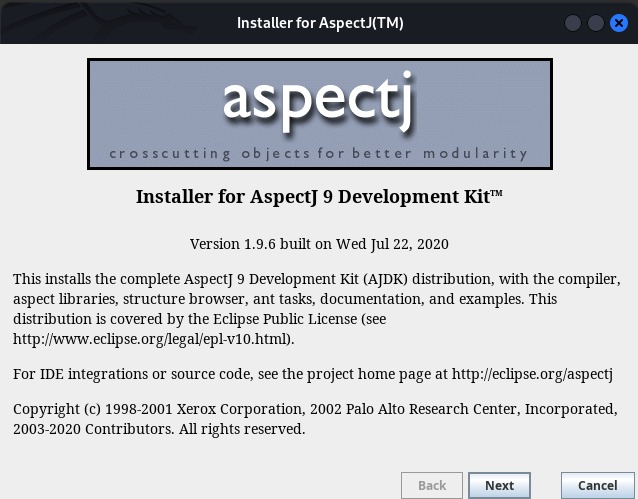 Installer for AspectJ(TM)
aspectj
crosscutting objects for better modularity
Installer for AspectJ 9 Development Kit™
Version 1.9.6 built on Wed Jul 22, 2020
This installs the complete AspectJ 9 Development Kit (AJDK) distribution, with the compiler,
aspect libraries, structure browser, ant tasks, documentation, and examples. This
distribution is covered by the Eclipse Public License (see
http://www.eclipse.org/legal/epl-v10.html).
For IDE integrations or source code, see the project home page at http://eclipse.org/aspectj
Copyright (c) 1998-2001 Xerox Corporation, 2002 Palo Alto Research Center, Incorporated,
2003-2020 Contributors. All rights reserved.
Back Next Cancel